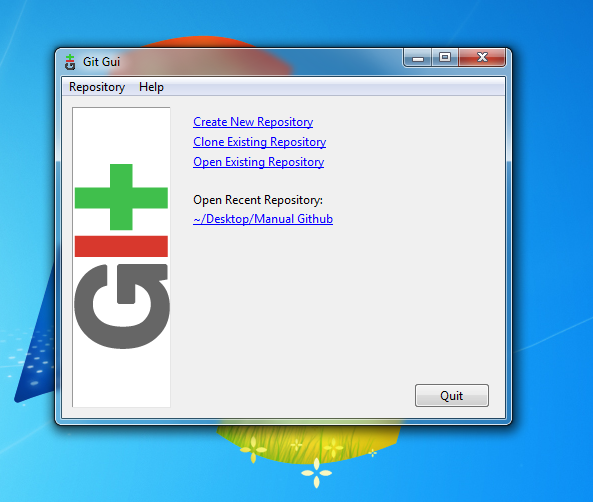 Git Gui
Repository Help
Create New Repository
Clone Existing Repository
Open Existing Repository
Open Recent Repository:
~/Desktop/Manual Github
GIt
Quit